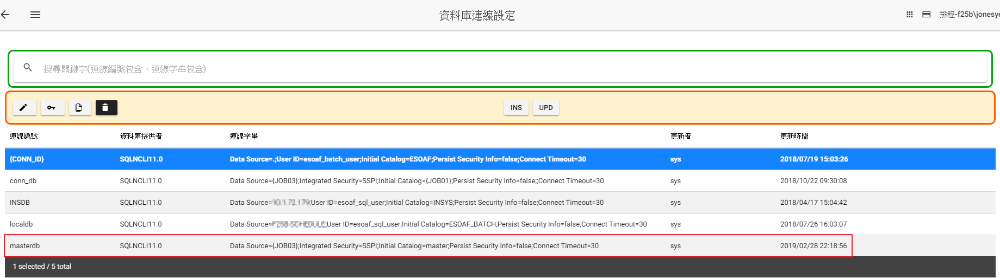 資料庫連線設定
排程-f25b\jonesye
搜尋關鍵字(連線編號包含、連線字串包含)
INS UPD
連線編號 資料庫提供者 連線字串 更新者 更新時間
{CONN_ID} SQLNCLI11.0 Data Source=.;User ID=esoaf_batch_user;Initial Catalog=ESOAF;Persist Security Info=false;Connect Timeout=30 sys 2018/07/19 15:03:26
conn_db SQLNCLI11.0 Data Source={JOB03};Integrated Security=SSPI;Initial Catalog={JOB01};Persist Security Info=false;;Connect Timeout=30 sys 2018/10/22 09:30:08
INSDB SQLNCLI11.0 Data Source= User ID=esoaf_sql_user;Initial Catalog=INSYS;Persist Security Info=false;Connect Timeout=30 sys 2018/04/17 15:04:42
localdb SQLNCLI11.0 Data Source= User ID=esoaf_sql_user;Initial Catalog=ESOAF_BATCH;Persist Security Info=false;Connect Timeout=30 sys 2018/07/26 16:03:07
masterdb SQLNCLI11.0 Data Source={JOB03};Integrated Security=SSPI;Initial Catalog=master;Persist Security Info=false;Connect Timeout=30 sys 2019/02/28 22:18:56
1 selected / 5 total